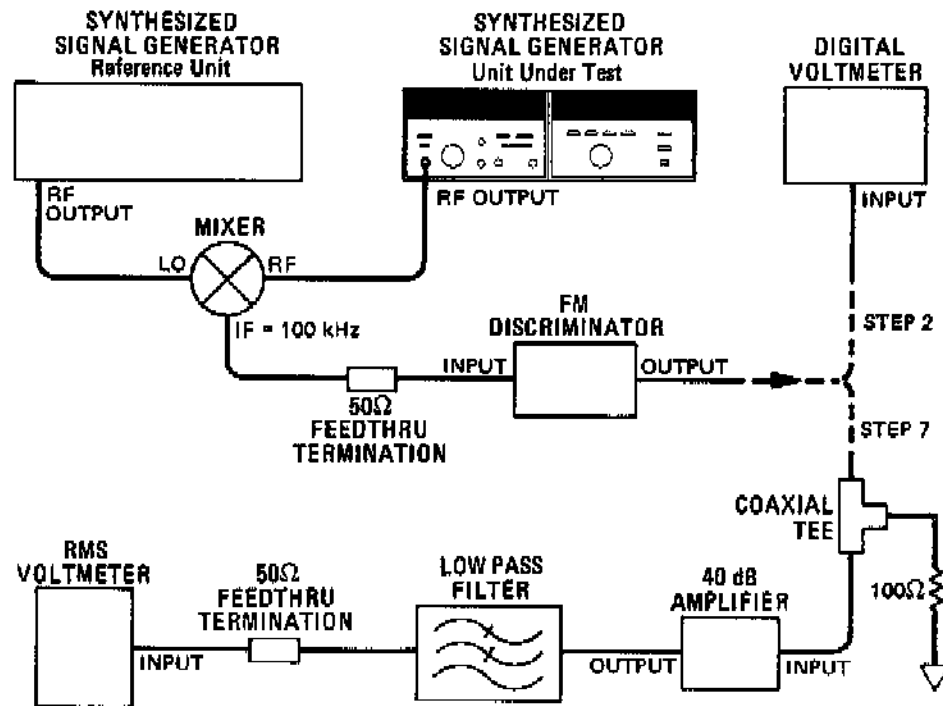 SYNTHESIZED
SIGNAL GENERATOR
Reference Unit
SYNTHESIZED
SIGNAL GENERATOR
Unit Under Test
DIGITAL
VOLTMETER
RF
OUTPUT
RF OUTPUT
INPUT
MIXER
LO
RF
IF = 100 kHz
FM
DISCRIMINATOR
STEP 2
INPUT
OUTPUT
50Ω
FEEDTHRU
TERMINATION
STEP 7
COAXIAL
TEE
RMS
VOLTMETER
50Ω
FEEDTHRU
TERMINATION
LOW PASS
FILTER
40 dB
AMPLIFIER
100Ω
INPUT
OUTPUT
INPUT